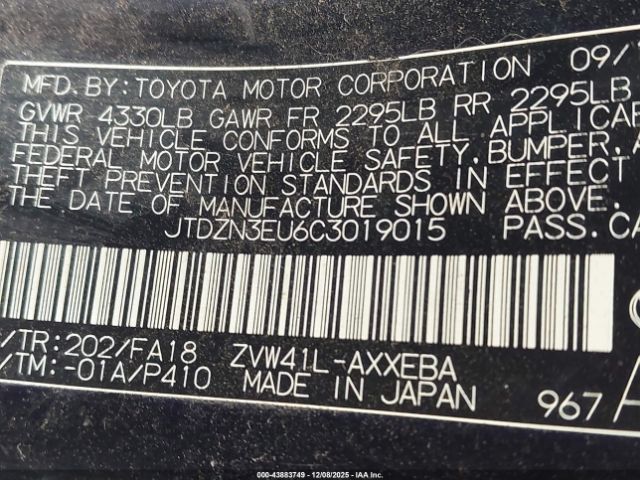 MFD.BY: TOYOTA MOTOR CORPORATION 09/
GVWR 4330LB GAWR FR 2295LB RR 2295LB
THIS VEHICLE CONFORMS TO ALL APPLICA
FEDERAL MOTOR VEHICLE SAFETY, BUMPER, A
THEFT PREVENTION STANDARDS IN EFFECT
THE DATE OF MANUFACTURE SHOWN ABOVE.
JTDZN3EU6C3019015 PASS.CA
/TR:202/FA18 ZVW41L-AXXEBA
/TM:-01A/P410 MADE IN JAPAN 967 A
000-43883749 | 12/08/2025 - IAA Inc.